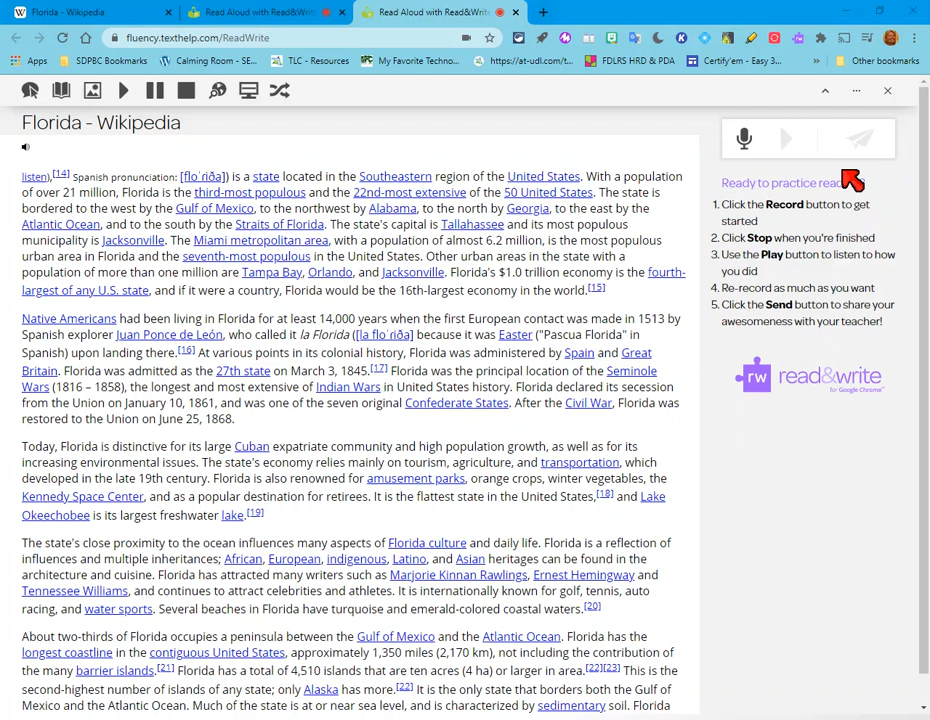 Florida - Wikipedia
Read Aloud with Read&Writ
Read Aloud with Read&Writ
fluency.texthelp.com/ReadWrite
Apps SDPBC Bookmarks Calming Room - SE... TLC - Resources My Favorite Techno... https://at-udl.com/t... FDLRS HRD & PDA Certify'em - Easy 3... » Other bookmarks
Florida - Wikipedia
listen),[14] Spanish pronunciation: [floˈɾiða]) is a state located in the Southeastern region of the United States. With a population
of over 21 million, Florida is the third-most populous and the 22nd-most extensive of the 50 United States. The state is
bordered to the west by the Gulf of Mexico, to the northwest by Alabama, to the north by Georgia, to the east by the
Atlantic Ocean, and to the south by the Straits of Florida. The state's capital is Tallahassee and its most populous
municipality is Jacksonville. The Miami metropolitan area, with a population of almost 6.2 million, is the most populous
urban area in Florida and the seventh-most populous in the United States. Other urban areas in the state with a
population of more than one million are Tampa Bay, Orlando, and Jacksonville. Florida's $1.0 trillion economy is the fourth-
largest of any U.S. state, and if it were a country, Florida would be the 16th-largest economy in the world.[15]
Native Americans had been living in Florida for at least 14,000 years when the first European contact was made in 1513 by
Spanish explorer Juan Ponce de León, who called it la Florida ([la floˈɾiða] because it was Easter ("Pascua Florida" in
Spanish) upon landing there.[16] At various points in its colonial history, Florida was administered by Spain and Great
Britain. Florida was admitted as the 27th state on March 3, 1845.[17] Florida was the principal location of the Seminole
Wars (1816 – 1858), the longest and most extensive of Indian Wars in United States history. Florida declared its secession
from the Union on January 10, 1861, and was one of the seven original Confederate States. After the Civil War, Florida was
restored to the Union on June 25, 1868.
Today, Florida is distinctive for its large Cuban expatriate community and high population growth, as well as for its
increasing environmental issues. The state's economy relies mainly on tourism, agriculture, and transportation, which
developed in the late 19th century. Florida is also renowned for amusement parks, orange crops, winter vegetables, the
Kennedy Space Center, and as a popular destination for retirees. It is the flattest state in the United States,[18] and Lake
Okeechobee is its largest freshwater lake.[19]
The state's close proximity to the ocean influences many aspects of Florida culture and daily life. Florida is a reflection of
influences and multiple inheritances; African, European, indigenous, Latino, and Asian heritages can be found in the
architecture and cuisine. Florida has attracted many writers such as Marjorie Kinnan Rawlings, Ernest Hemingway and
Tennessee Williams, and continues to attract celebrities and athletes. It is internationally known for golf, tennis, auto
racing, and water sports. Several beaches in Florida have turquoise and emerald-colored coastal waters.[20]
About two-thirds of Florida occupies a peninsula between the Gulf of Mexico and the Atlantic Ocean. Florida has the
longest coastline in the contiguous United States, approximately 1,350 miles (2,170 km), not including the contribution of
the many barrier islands.[21] Florida has a total of 4,510 islands that are ten acres (4 ha) or larger in area.[22][23] This is the
second-highest number of islands of any state; only Alaska has more.[22] It is the only state that borders both the Gulf of
Mexico and the Atlantic Ocean. Much of the state is at or near sea level, and is characterized by sedimentary soil. Florida
Ready to practice read
1. Click the Record button to get
started
2. Click Stop when you're finished
3. Use the Play button to listen to how
you did
4. Re-record as much as you want
5. Click the Send button to share your
awesomeness with your teacher!
rw read&write
for Google Chrome